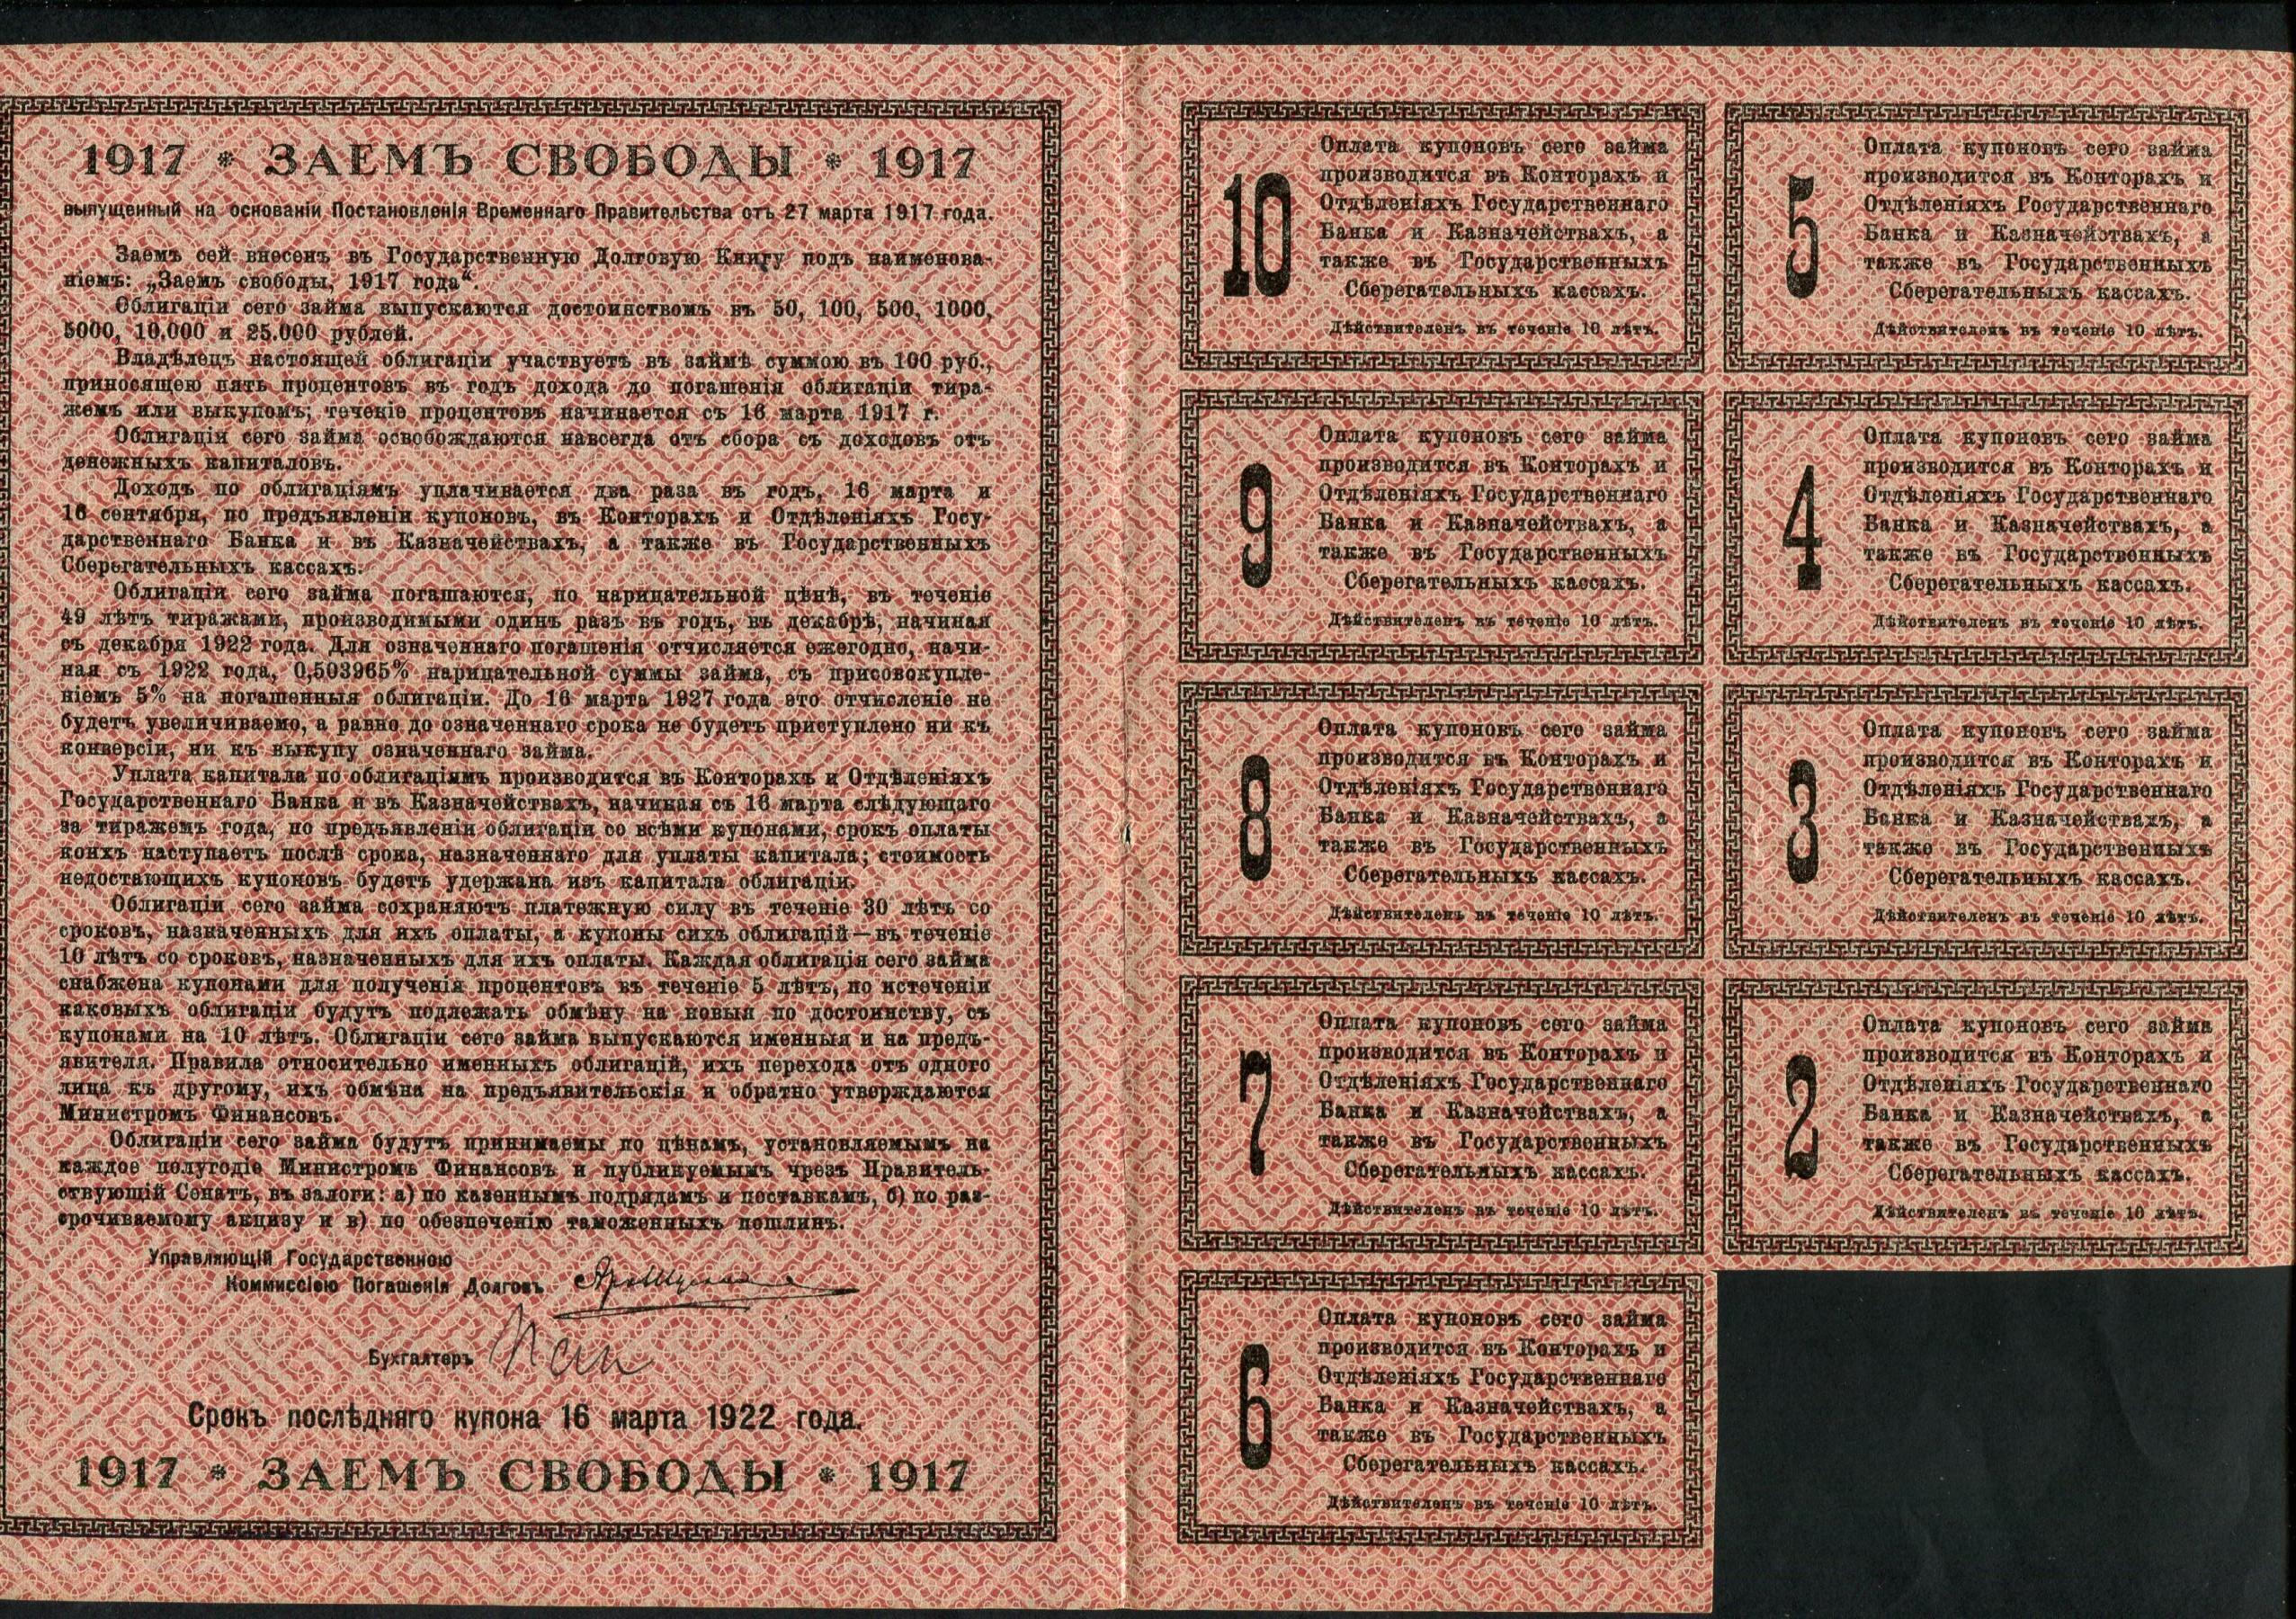 1917 * ЗАЕМЪ СВОБОДЫ * 1917
выпущенный на основаніи Постановленія Временнаго Правительства отъ 27 марта 1917 года.
Заемъ сей внесенъ въ Государственную Долговую Книгу подъ наименова-
ніемъ: „Заемъ свободы, 1917 года“.
Облигаціи сего займа выпускаются достоинствомъ въ 50, 100, 500, 1000,
5000, 10.000 и 25.000 рублей.
Владѣлецъ настоящей облигаціи участвуетъ въ займѣ суммою въ 100 руб.,
приносящею пять процентовъ въ годъ дохода до погашенія облигаціи тира-
жемъ или выкупомъ; теченіе процентовъ начинается съ 16 марта 1917 г.
Облигаціи сего займа освобождаются навсегда отъ сбора съ доходовъ отъ
денежныхъ капиталовъ.
Доходъ по облигаціямъ уплачивается два раза въ годъ, 16 марта и
16 сентября, по предъявленіи купоновъ, въ Конторахъ и Отдѣленіяхъ Госу-
дарственнаго Банка и въ Казначействахъ, а также въ Государственныхъ
Сберегательныхъ кассахъ.
Облигаціи сего займа погашаются, по нарицательной цѣнѣ, въ теченіе
49 лѣтъ тиражами, производимыми одинъ разъ въ годъ, въ декабрѣ, начиная
съ декабря 1922 года. Для означеннаго погашенія отчисляется ежегодно, начи-
ная съ 1922 года, 0,503965% нарицательной суммы займа, съ присовокупле-
ніемъ 5% на погашенныя облигаціи. До 16 марта 1927 года это отчисленіе не
будетъ увеличиваемо, а равно до означеннаго срока не будетъ приступлено ни къ
конверсіи, ни къ выкупу означеннаго займа.
Уплата капитала по облигаціямъ производится въ Конторахъ и Отдѣленіяхъ
Государственнаго Банка и въ Казначействахъ, начиная съ 16 марта слѣдующаго
за тиражемъ года, по предъявленіи облигаціи со всѣми купонами, срокъ оплаты
коихъ наступаетъ послѣ срока, назначеннаго для уплаты капитала; стоимость
недостающихъ купоновъ будетъ удержана изъ капитала облигаціи.
Облигаціи сего займа сохраняютъ платежную силу въ теченіе 30 лѣтъ со
сроковъ, назначенныхъ для ихъ оплаты, а купоны сихъ облигацій — въ теченіе
10 лѣтъ со сроковъ, назначенныхъ для ихъ оплаты. Каждая облигація сего займа
снабжена купонами для полученія процентовъ въ теченіе 5 лѣтъ, по истеченіи
каковыхъ облигаціи будутъ подлежать обмѣну на новыя по достоинству, съ
купонами на 10 лѣтъ. Облигаціи сего займа выпускаются именныя и на предъ-
явителя. Правила относительно именныхъ облигацій, ихъ перехода отъ одного
лица къ другому, ихъ обмѣна на предъявительскія и обратно утверждаются
Министромъ Финансовъ.
Облигаціи сего займа будутъ принимаемы по цѣнамъ, установляемымъ на
каждое полугодіе Министромъ Финансовъ и публикуемымъ чрезъ Правитель-
ствующій Сенатъ, въ залоги: а) по казеннымъ подрядамъ и поставкамъ, б) по раз-
срочиваемому акцизу и в) по обезпеченію таможенныхъ пошлинъ.
Управляющій Государственною
Коммиссіею Погашенія Долговъ
Бухгалтеръ
Срокъ послѣдняго купона 16 марта 1922 года.
1917 * ЗАЕМЪ СВОБОДЫ * 1917
10
Оплата купоновъ сего займа
производится въ Конторахъ и
Отдѣленіяхъ Государственнаго
Банка и Казначействахъ, а
также въ Государственныхъ
Сберегательныхъ кассахъ.
Дѣйствителенъ въ теченіе 10 лѣтъ.
9
Оплата купоновъ сего займа
производится въ Конторахъ и
Отдѣленіяхъ Государственнаго
Банка и Казначействахъ, а
также въ Государственныхъ
Сберегательныхъ кассахъ.
Дѣйствителенъ въ теченіе 10 лѣтъ.
8
Оплата купоновъ сего займа
производится въ Конторахъ и
Отдѣленіяхъ Государственнаго
Банка и Казначействахъ, а
также въ Государственныхъ
Сберегательныхъ кассахъ.
Дѣйствителенъ въ теченіе 10 лѣтъ.
7
Оплата купоновъ сего займа
производится въ Конторахъ и
Отдѣленіяхъ Государственнаго
Банка и Казначействахъ, а
также въ Государственныхъ
Сберегательныхъ кассахъ.
Дѣйствителенъ въ теченіе 10 лѣтъ.
6
Оплата купоновъ сего займа
производится въ Конторахъ и
Отдѣленіяхъ Государственнаго
Банка и Казначействахъ, а
также въ Государственныхъ
Сберегательныхъ кассахъ.
Дѣйствителенъ въ теченіе 10 лѣтъ.
5
Оплата купоновъ сего займа
производится въ Конторахъ и
Отдѣленіяхъ Государственнаго
Банка и Казначействахъ, а
также въ Государственныхъ
Сберегательныхъ кассахъ.
Дѣйствителенъ въ теченіе 10 лѣтъ.
4
Оплата купоновъ сего займа
производится въ Конторахъ и
Отдѣленіяхъ Государственнаго
Банка и Казначействахъ, а
также въ Государственныхъ
Сберегательныхъ кассахъ.
Дѣйствителенъ въ теченіе 10 лѣтъ.
3
Оплата купоновъ сего займа
производится въ Конторахъ и
Отдѣленіяхъ Государственнаго
Банка и Казначействахъ, а
также въ Государственныхъ
Сберегательныхъ кассахъ.
Дѣйствителенъ въ теченіе 10 лѣтъ.
2
Оплата купоновъ сего займа
производится въ Конторахъ и
Отдѣленіяхъ Государственнаго
Банка и Казначействахъ, а
также въ Государственныхъ
Сберегательныхъ кассахъ.
Дѣйствителенъ въ теченіе 10 лѣтъ.